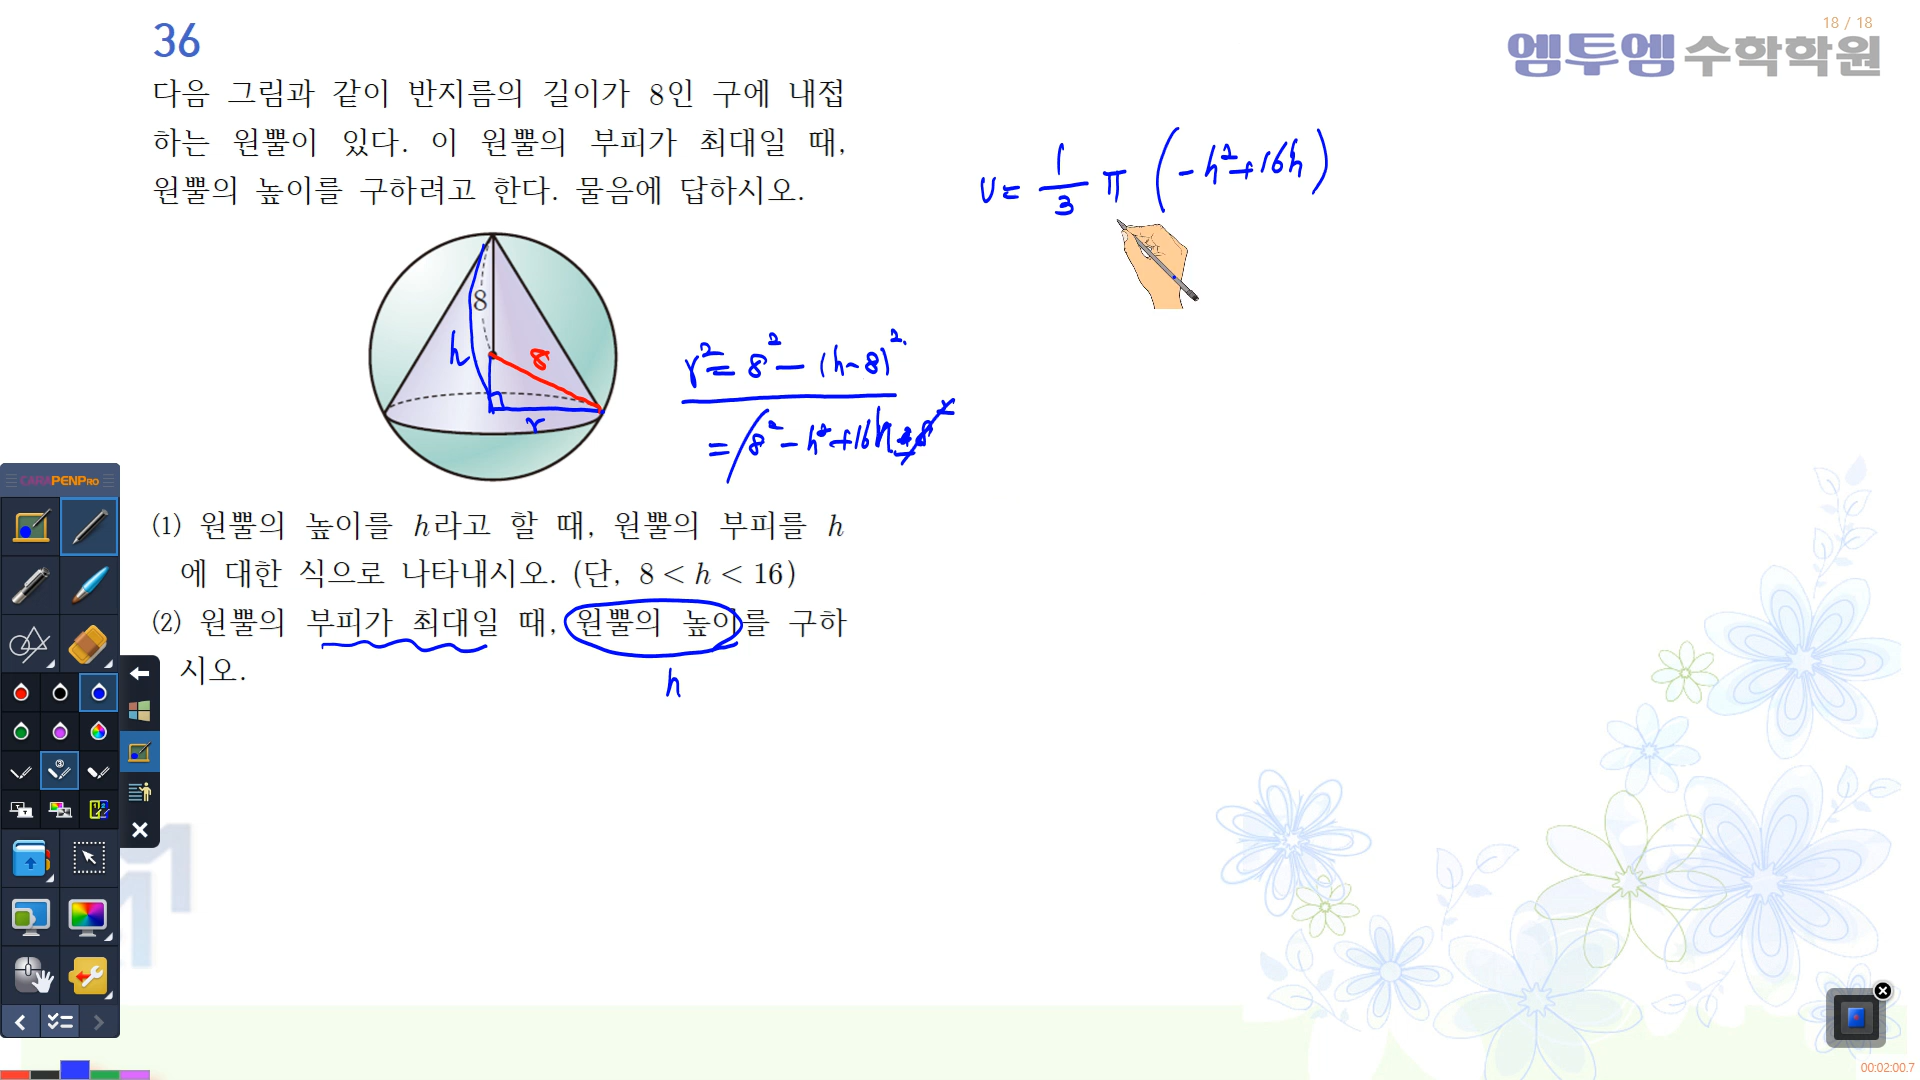 18 / 18
엠투엠 수학학원
36
다음 그림과 같이 반지름의 길이가 8인 구에 내접
하는 원뿔이 있다. 이 원뿔의 부피가 최대일 때,
원뿔의 높이를 구하려고 한다. 물음에 답하시오.
V = 1/3 π (-h²+16h)
8
h
8
r
r² = 8² - (h-8)²
= 8² - h² + 16h - 8²
(1) 원뿔의 높이를 h라고 할 때, 원뿔의 부피를 h
에 대한 식으로 나타내시오. (단, 8 < h < 16)
(2) 원뿔의 부피가 최대일 때, 원뿔의 높이를 구하
시오.
h
CARAPENPRO
00:02:00.7